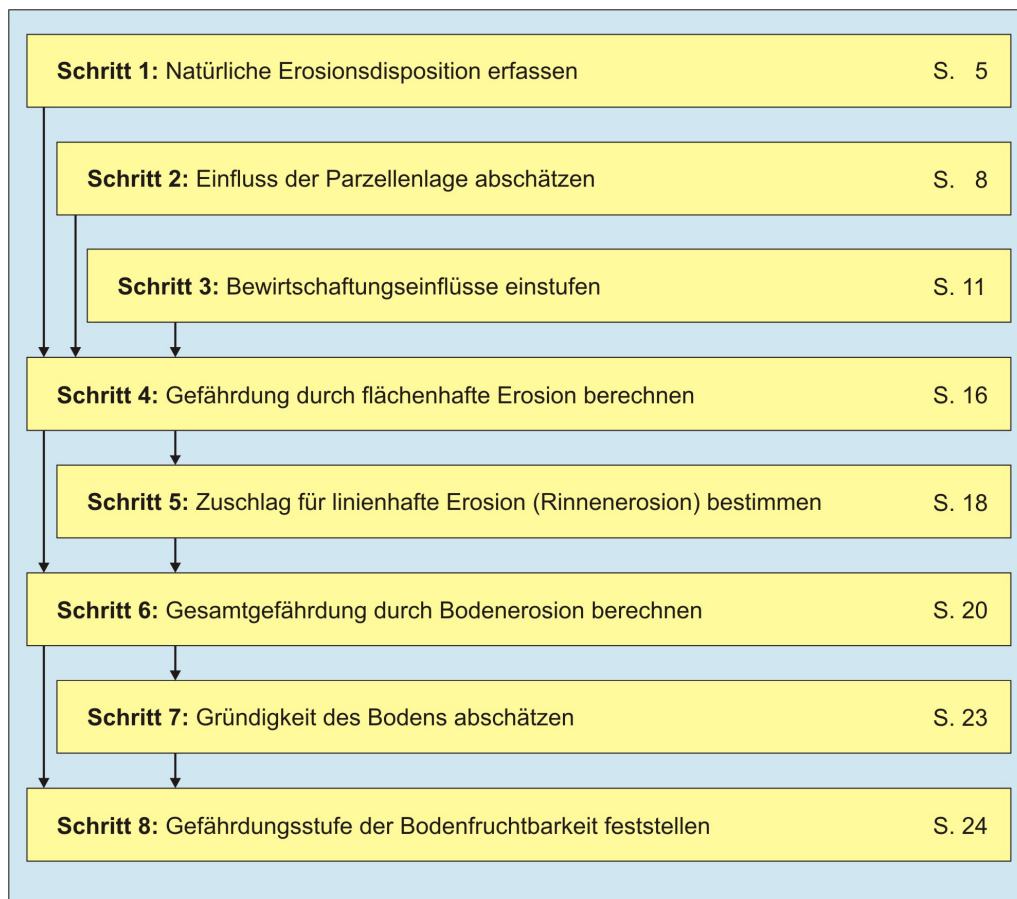 Schritt 1: Natürliche Erosionsdisposition erfassen S. 5
Schritt 2: Einfluss der Parzellenlage abschätzen S. 8
Schritt 3: Bewirtschaftungseinflüsse einstufen S. 11
Schritt 4: Gefährdung durch flächenhafte Erosion berechnen S. 16
Schritt 5: Zuschlag für linienhafte Erosion (Rinnenerosion) bestimmen S. 18
Schritt 6: Gesamtgefährdung durch Bodenerosion berechnen S. 20
Schritt 7: Gründigkeit des Bodens abschätzen S. 23
Schritt 8: Gefährdungsstufe der Bodenfruchtbarkeit feststellen S. 24